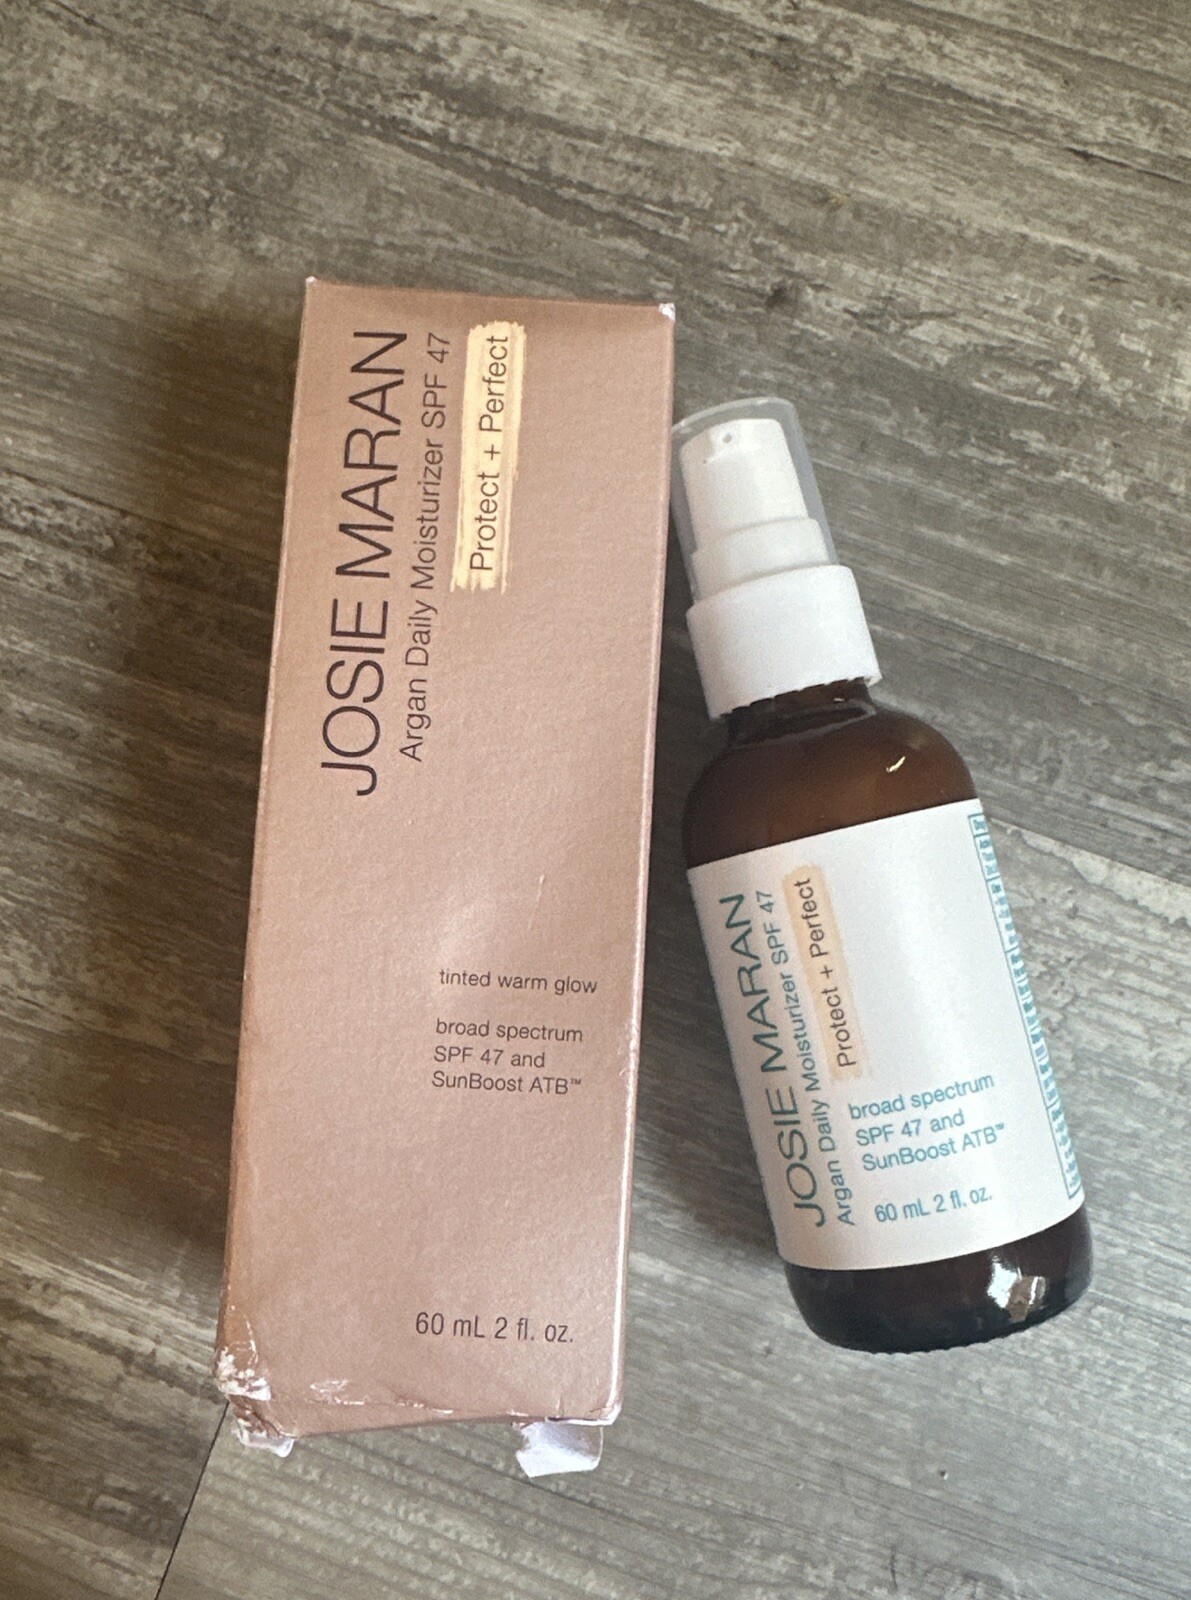 JOSIE MARAN
Argan Daily Moisturizer SPF 47
Protect + Perfect
tinted warm glow
broad spectrum
SPF 47 and
SunBoost ATB™
60 mL 2 fl. oz.
JOSIE MARAN
Argan Daily Moisturizer SPF 47
Protect + Perfect
broad spectrum
SPF 47 and
SunBoost ATB™
60 mL 2 fl. oz.